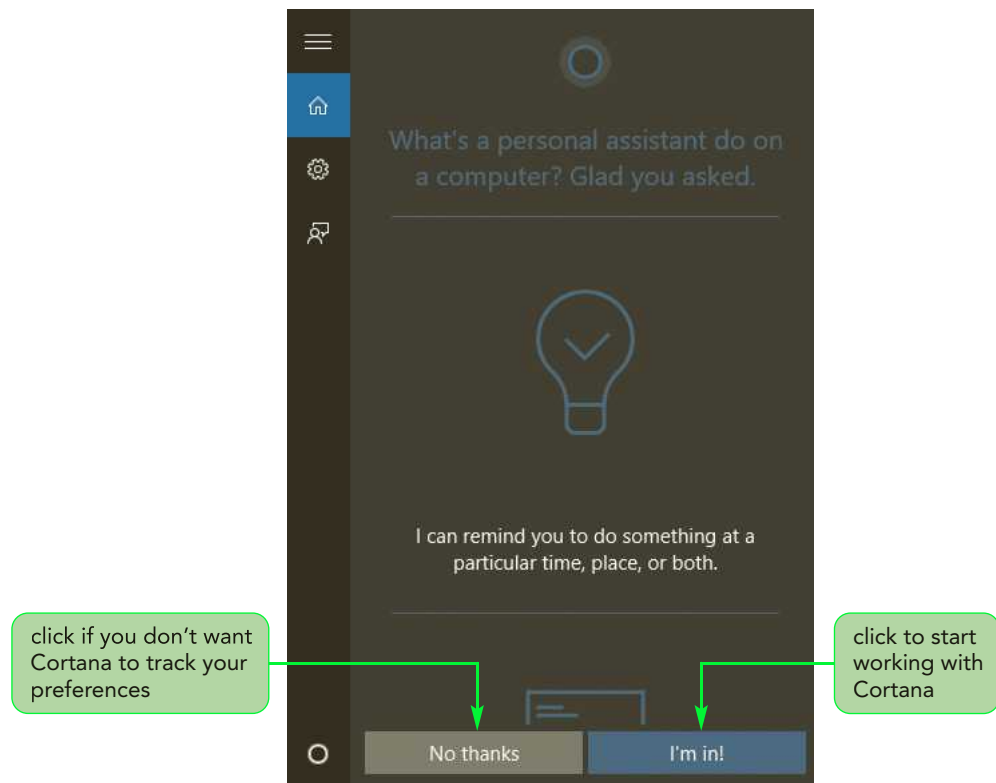 What's a personal assistant do on
a computer? Glad you asked.
I can remind you to do something at a
particular time, place, or both.
click if you don't want
Cortana to track your
preferences
click to start
working with
Cortana
No thanks
I'm in!